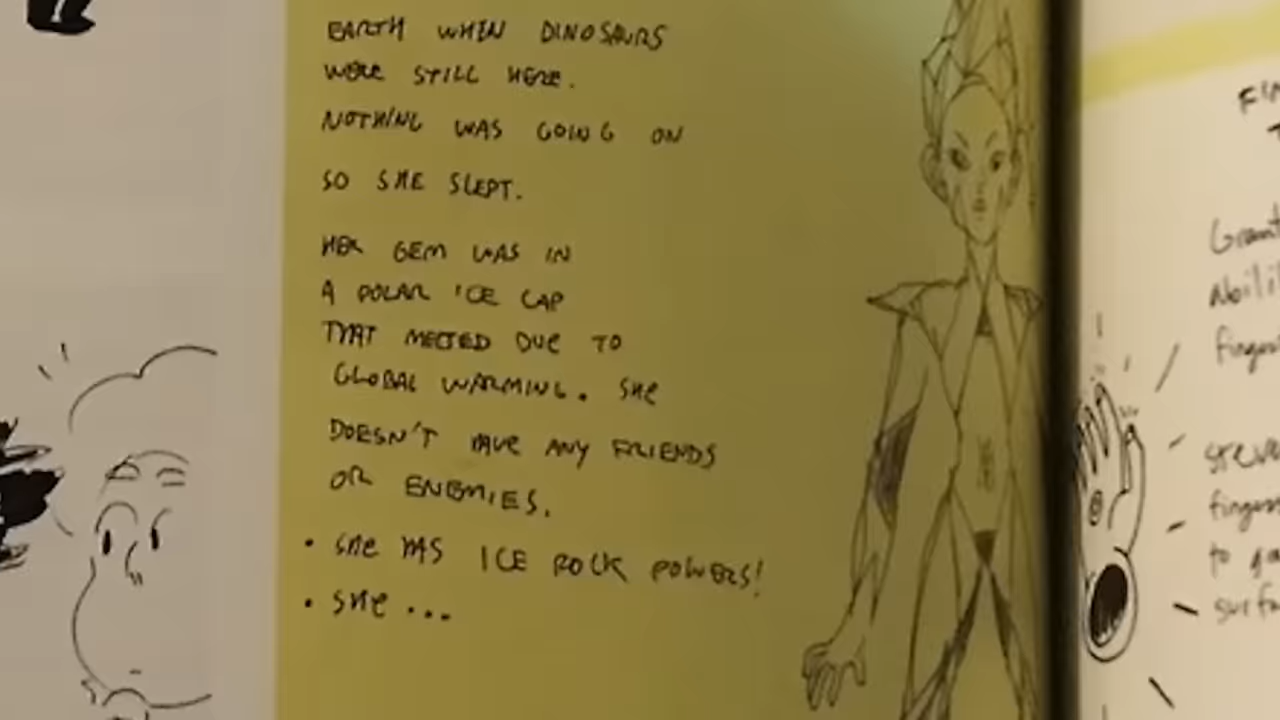 EARTH WHEN DINOSAURS
WERE STILL HERE.
NOTHING WAS GOING ON
SO SHE SLEPT.
HER GEM WAS IN
A POLAR ICE CAP
THAT MELTED DUE TO
GLOBAL WARMING. SHE
DOESN'T HAVE ANY FRIENDS
OR ENEMIES.
• SHE HAS ICE ROCK POWERS!
• SHE ...